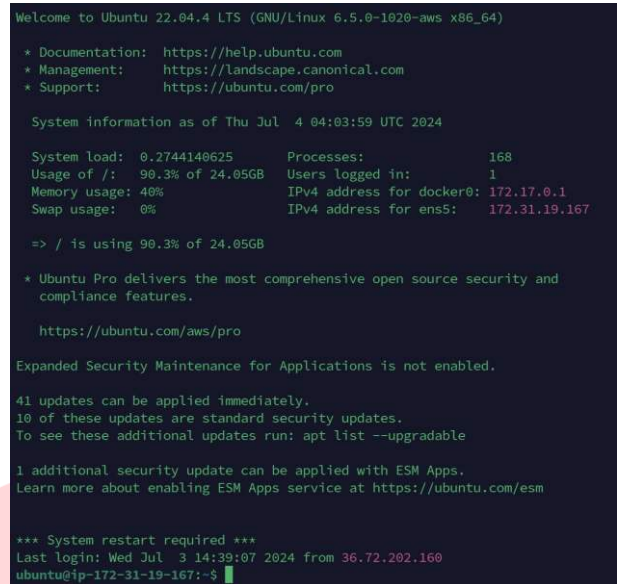 Welcome to Ubuntu 22.04.4 LTS (GNU/Linux 6.5.0-1020-aws x86_64)
* Documentation:  https://help.ubuntu.com
* Management:     https://landscape.canonical.com
* Support:        https://ubuntu.com/pro
System information as of Thu Jul  4 04:03:59 UTC 2024
System load:  0.2744140625      Processes:                168
Usage of /:   90.3% of 24.05GB  Users logged in:          1
Memory usage: 40%               IPv4 address for docker0: 172.17.0.1
Swap usage:   0%                IPv4 address for ens5:    172.31.19.167
=> / is using 90.3% of 24.05GB
* Ubuntu Pro delivers the most comprehensive open source security and
compliance features.
https://ubuntu.com/aws/pro
Expanded Security Maintenance for Applications is not enabled.
41 updates can be applied immediately.
10 of these updates are standard security updates.
To see these additional updates run: apt list --upgradable
1 additional security update can be applied with ESM Apps.
Learn more about enabling ESM Apps service at https://ubuntu.com/esm
*** System restart required ***
Last login: Wed Jul  3 14:39:07 2024 from 36.72.202.160
ubuntu@ip-172-31-19-167:~$